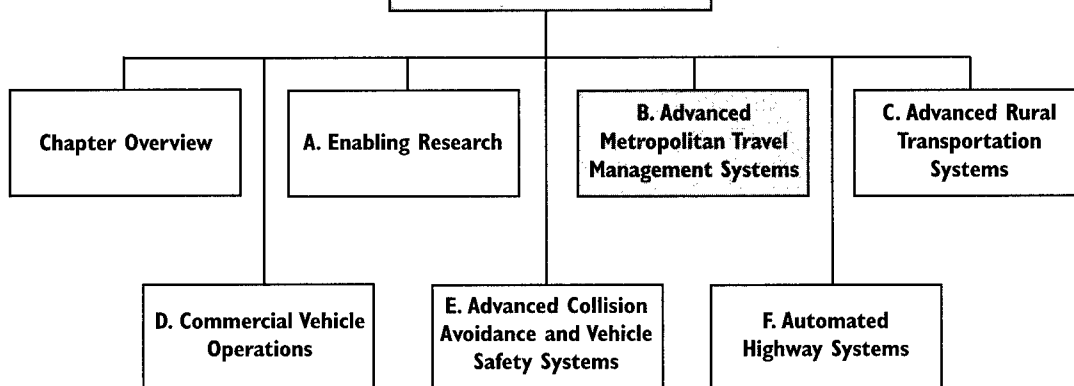 Chapter Overview
A. Enabling Research
B. Advanced
Metropolitan Travel
Management Systems
C. Advanced Rural
Transportation
Systems
D. Commercial Vehicle
Operations
E. Advanced Collision
Avoidance and Vehicle
Safety Systems
F. Automated
Highway Systems